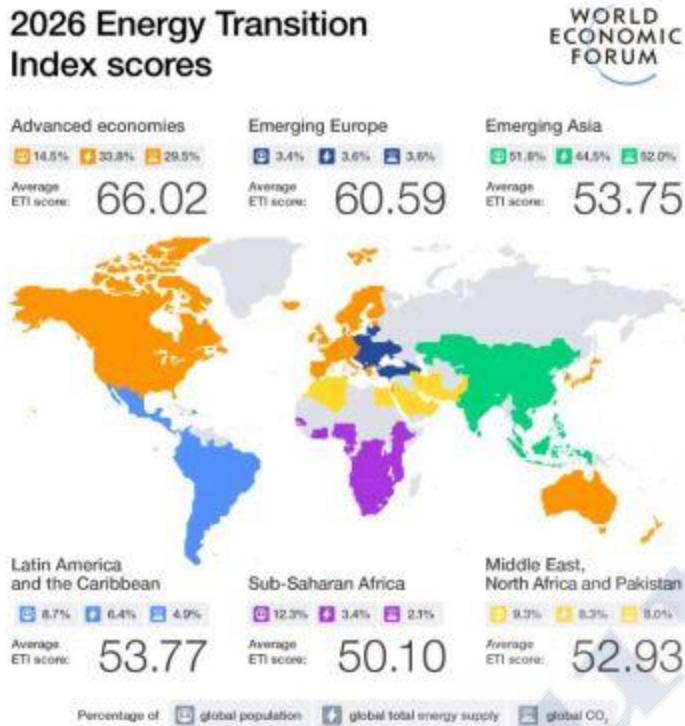 2026 Energy Transition
Index scores
WORLD
ECONOMIC
FORUM
Advanced economies
14.5% 33.8% 29.5%
Average
ETI score: 66.02
Emerging Europe
3.4% 3.6% 3.6%
Average
ETI score: 60.59
Emerging Asia
51.8% 44.5% 52.0%
Average
ETI score: 53.75
Latin America
and the Caribbean
8.7% 6.4% 4.9%
Average
ETI score: 53.77
Sub-Saharan Africa
12.3% 3.4% 2.1%
Average
ETI score: 50.10
Middle East,
North Africa and Pakistan
9.3% 8.3% 8.0%
Average
ETI score: 52.93
Percentage of global population global total energy supply global CO₂